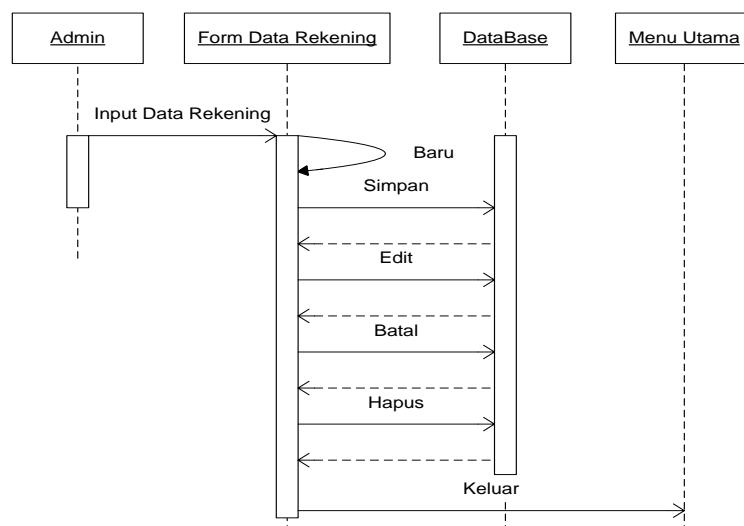 Admin
Form Data Rekening
DataBase
Menu Utama
Input Data Rekening
Baru
Simpan
Edit
Batal
Hapus
Keluar